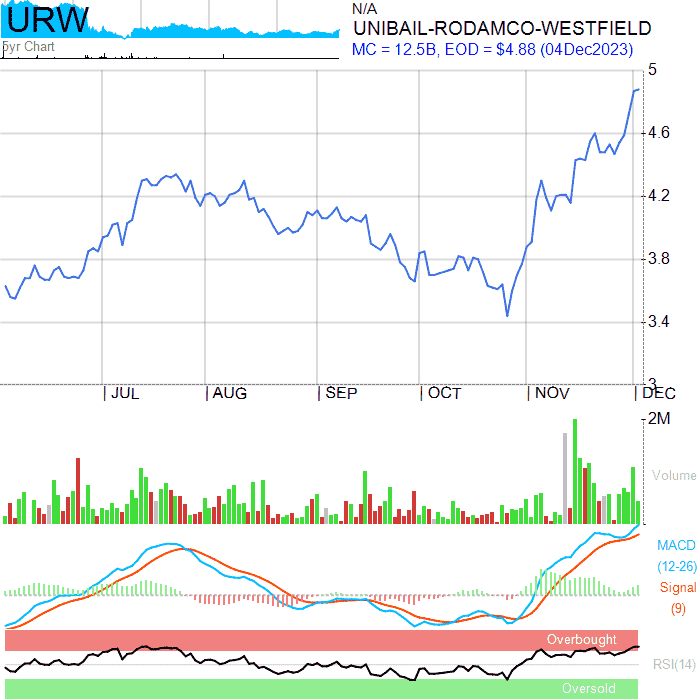 URW
5yr Chart
N/A
UNIBAIL-RODAMCO-WESTFIELD
MC = 12.5B, EOD = $4.88 (04Dec2023)
5
4.6
4.2
3.8
3.4
3
JUL AUG SEP OCT NOV DEC
2M
Volume
MACD
(12-26)
Signal
(9)
Overbought
RSI(14)
Oversold